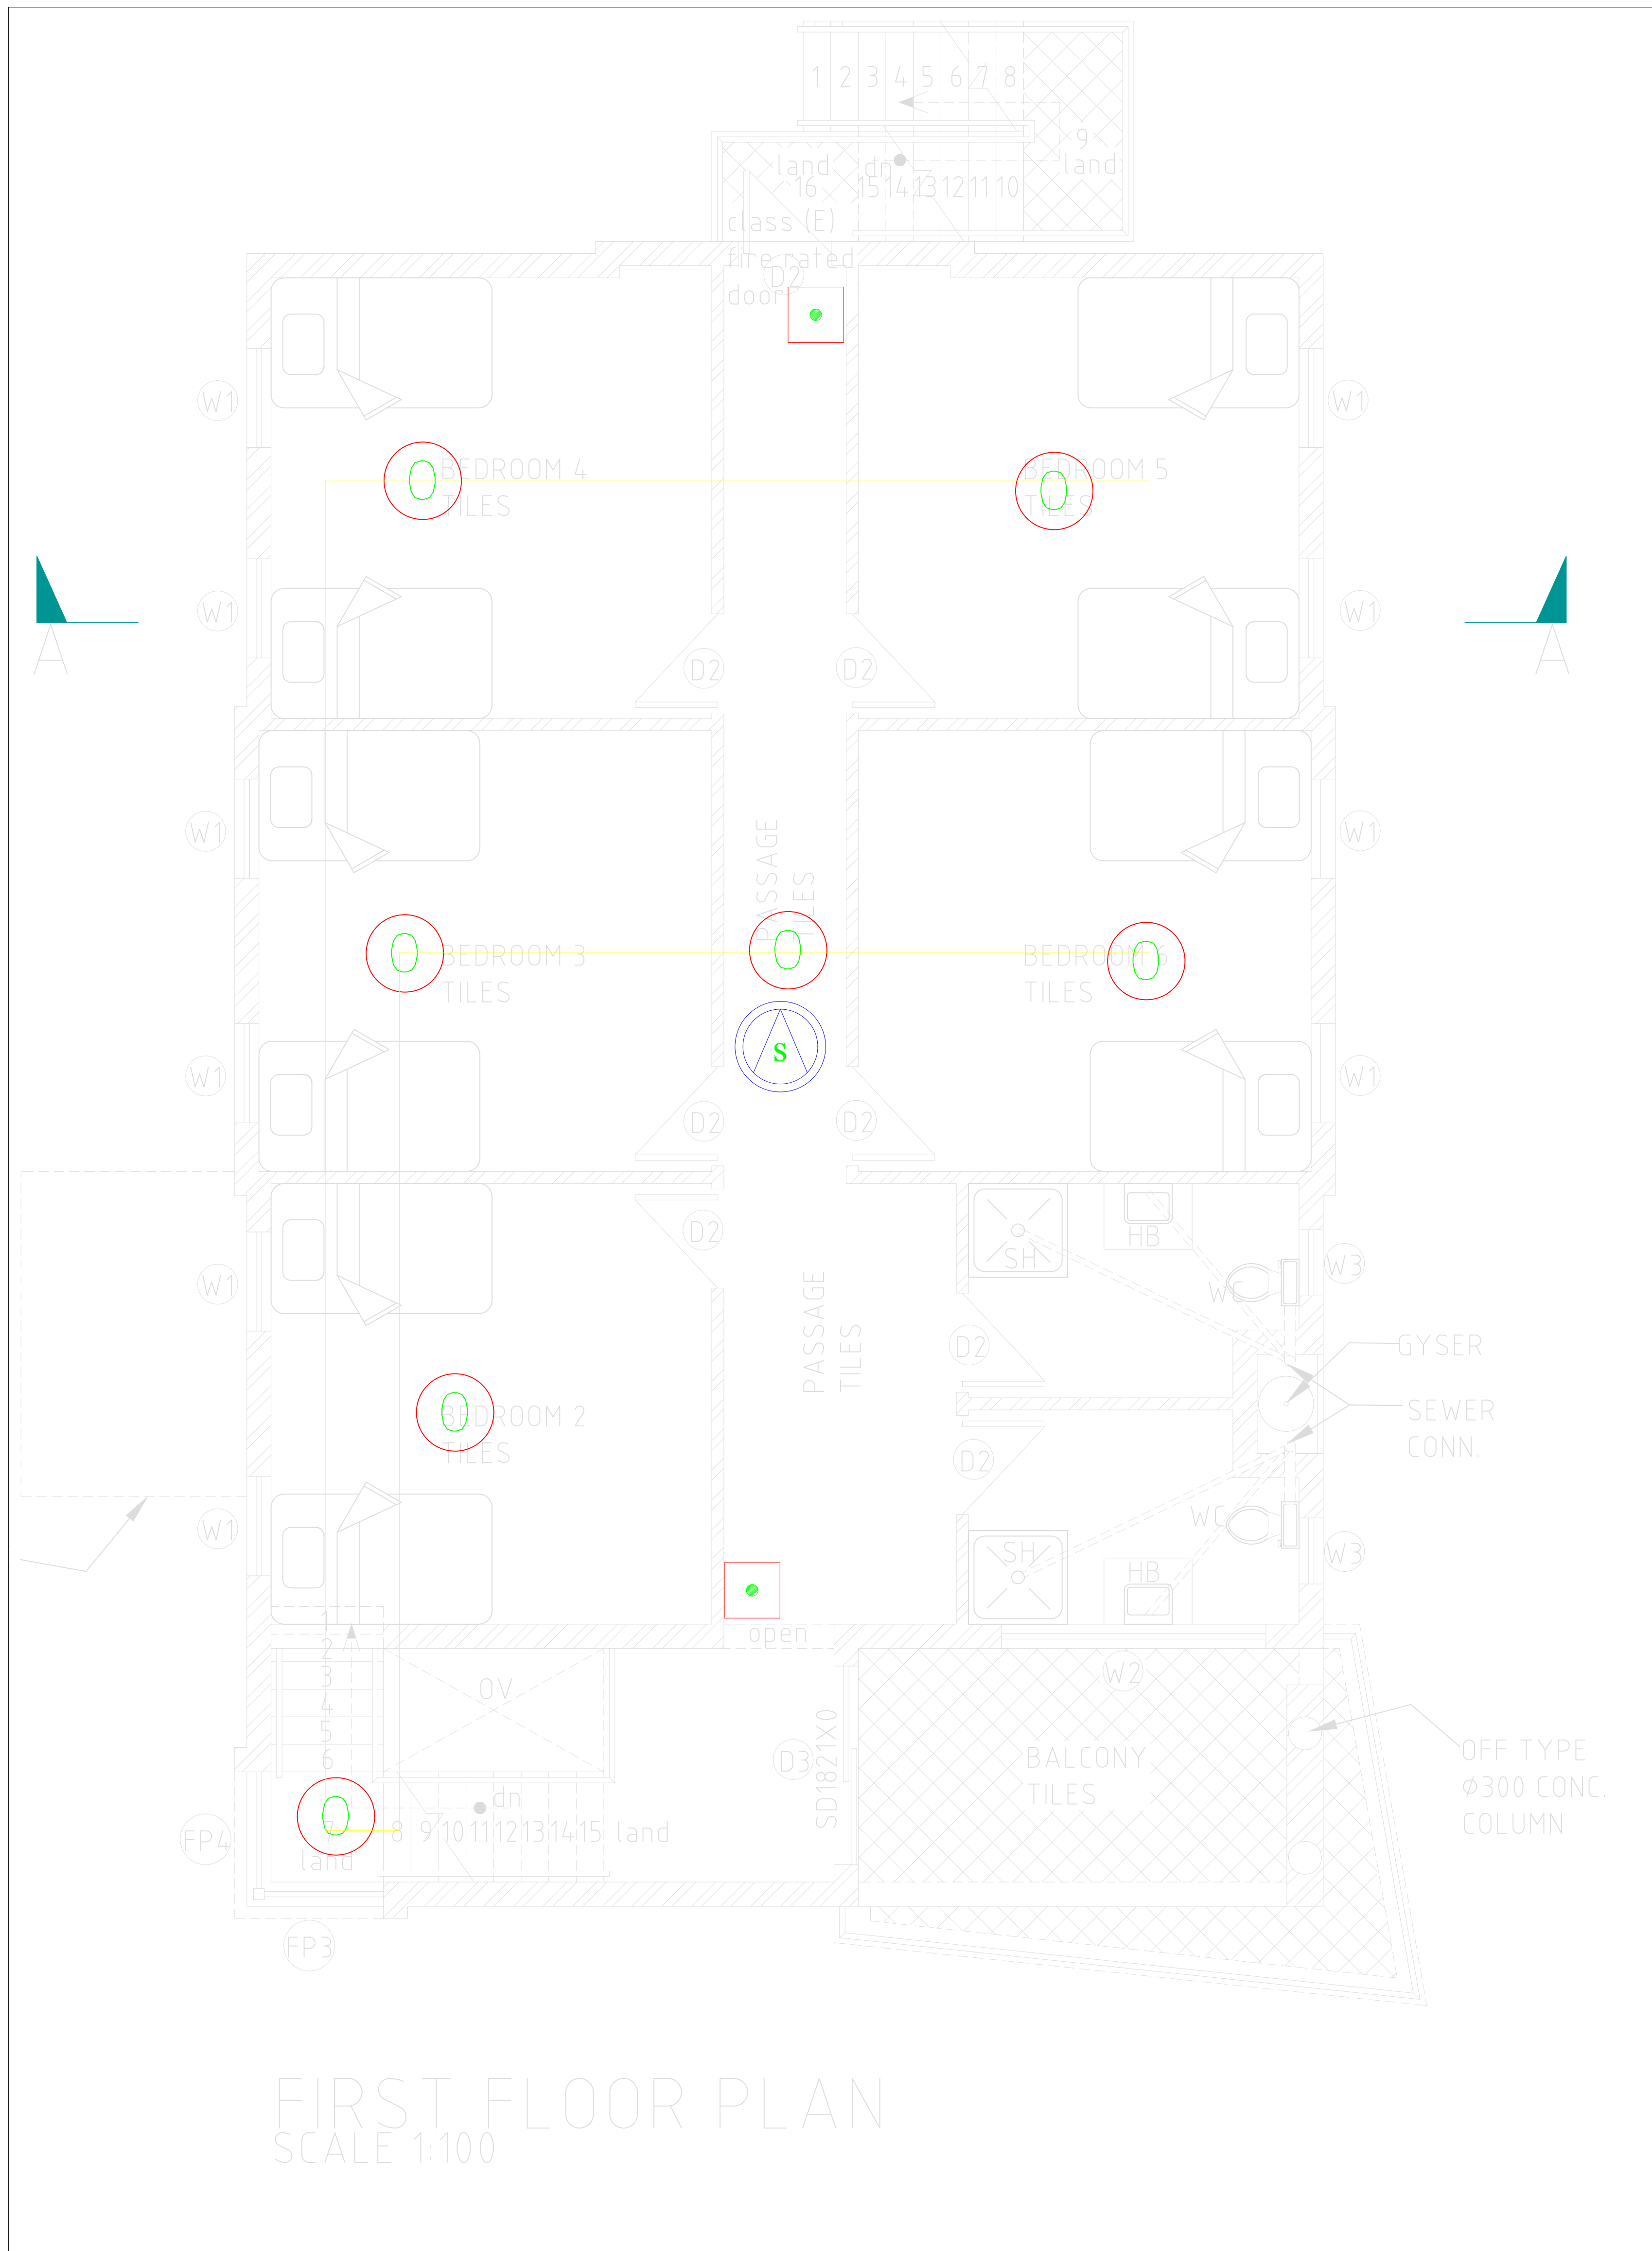 1 2 3 4 5 6 7 8
9
land
land
dn
16
15 14 13 12 11 10
class (E)
fire rated
door
D2
W1
W1
BEDROOM 4
TILES
O
BEDROOM 5
TILES
O
W1
W1
A
A
D2
D2
W1
W1
PASSAGE
TILES
BEDROOM 3
TILES
O
O
BEDROOM 6
TILES
O
S
W1
W1
D2
D2
D2
W1
SH
HB
WC
W3
PASSAGE
TILES
D2
GYSER
SEWER
CONN.
BEDROOM 2
TILES
O
D2
W1
WC
SH
HB
W3
open
1
2
3
4
5
6
OV
W2
D3
SD1821X0
BALCONY
TILES
OFF TYPE
ϕ300 CONC.
COLUMN
dn
O
7 8 9 10 11 12 13 14 15 land
land
FP4
FP3
FIRST FLOOR PLAN
SCALE 1:100